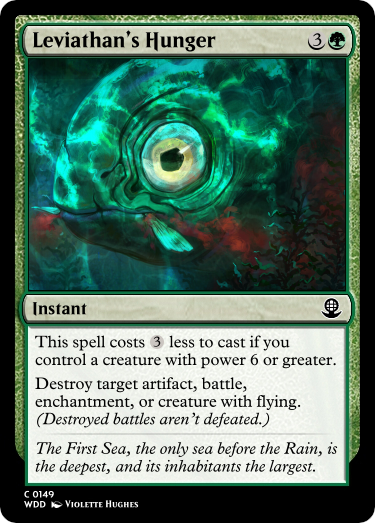 Leviathan's Hunger 3
Instant
This spell costs 3 less to cast if you
control a creature with power 6 or greater.
Destroy target artifact, battle,
enchantment, or creature with flying.
(Destroyed battles aren't defeated.)
The First Sea, the only sea before the Rain, is
the deepest, and its inhabitants the largest.
C 0149
WDD Violette Hughes